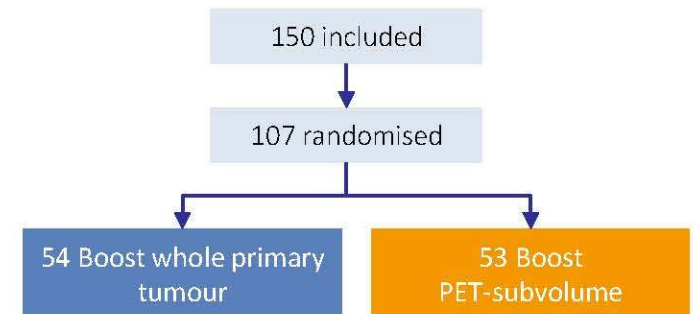 150 included
107 randomised
54 Boost whole primary
tumour
53 Boost
PET-subvolume